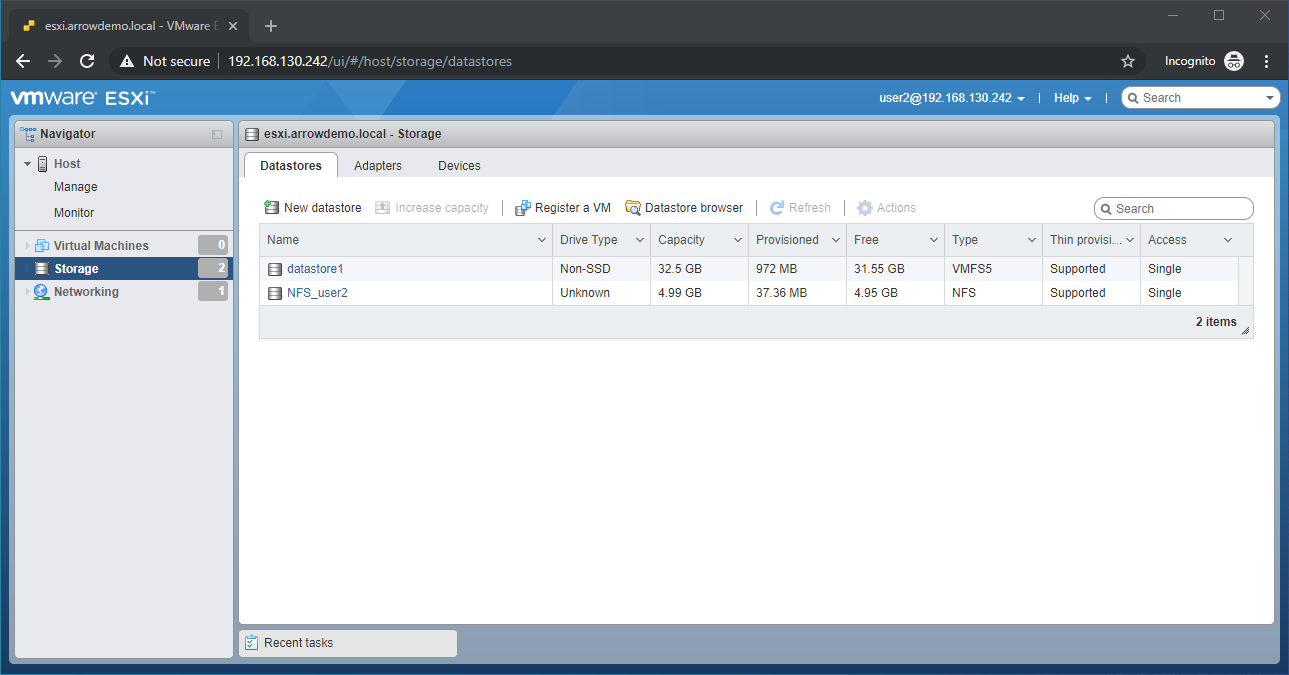 esxi.arrowdemo.local - VMware E
Not secure 192.168.130.242/ui/#/host/storage/datastores Incognito
vmware® ESXi™ user2@192.168.130.242 Help Search
Navigator
Host
Manage
Monitor
Virtual Machines 0
Storage 2
Networking 1
esxi.arrowdemo.local - Storage
Datastores Adapters Devices
New datastore Increase capacity Register a VM Datastore browser Refresh Actions Search
Name Drive Type Capacity Provisioned Free Type Thin provisi... Access
datastore1 Non-SSD 32.5 GB 972 MB 31.55 GB VMFS5 Supported Single
NFS_user2 Unknown 4.99 GB 37.36 MB 4.95 GB NFS Supported Single
2 items
Recent tasks